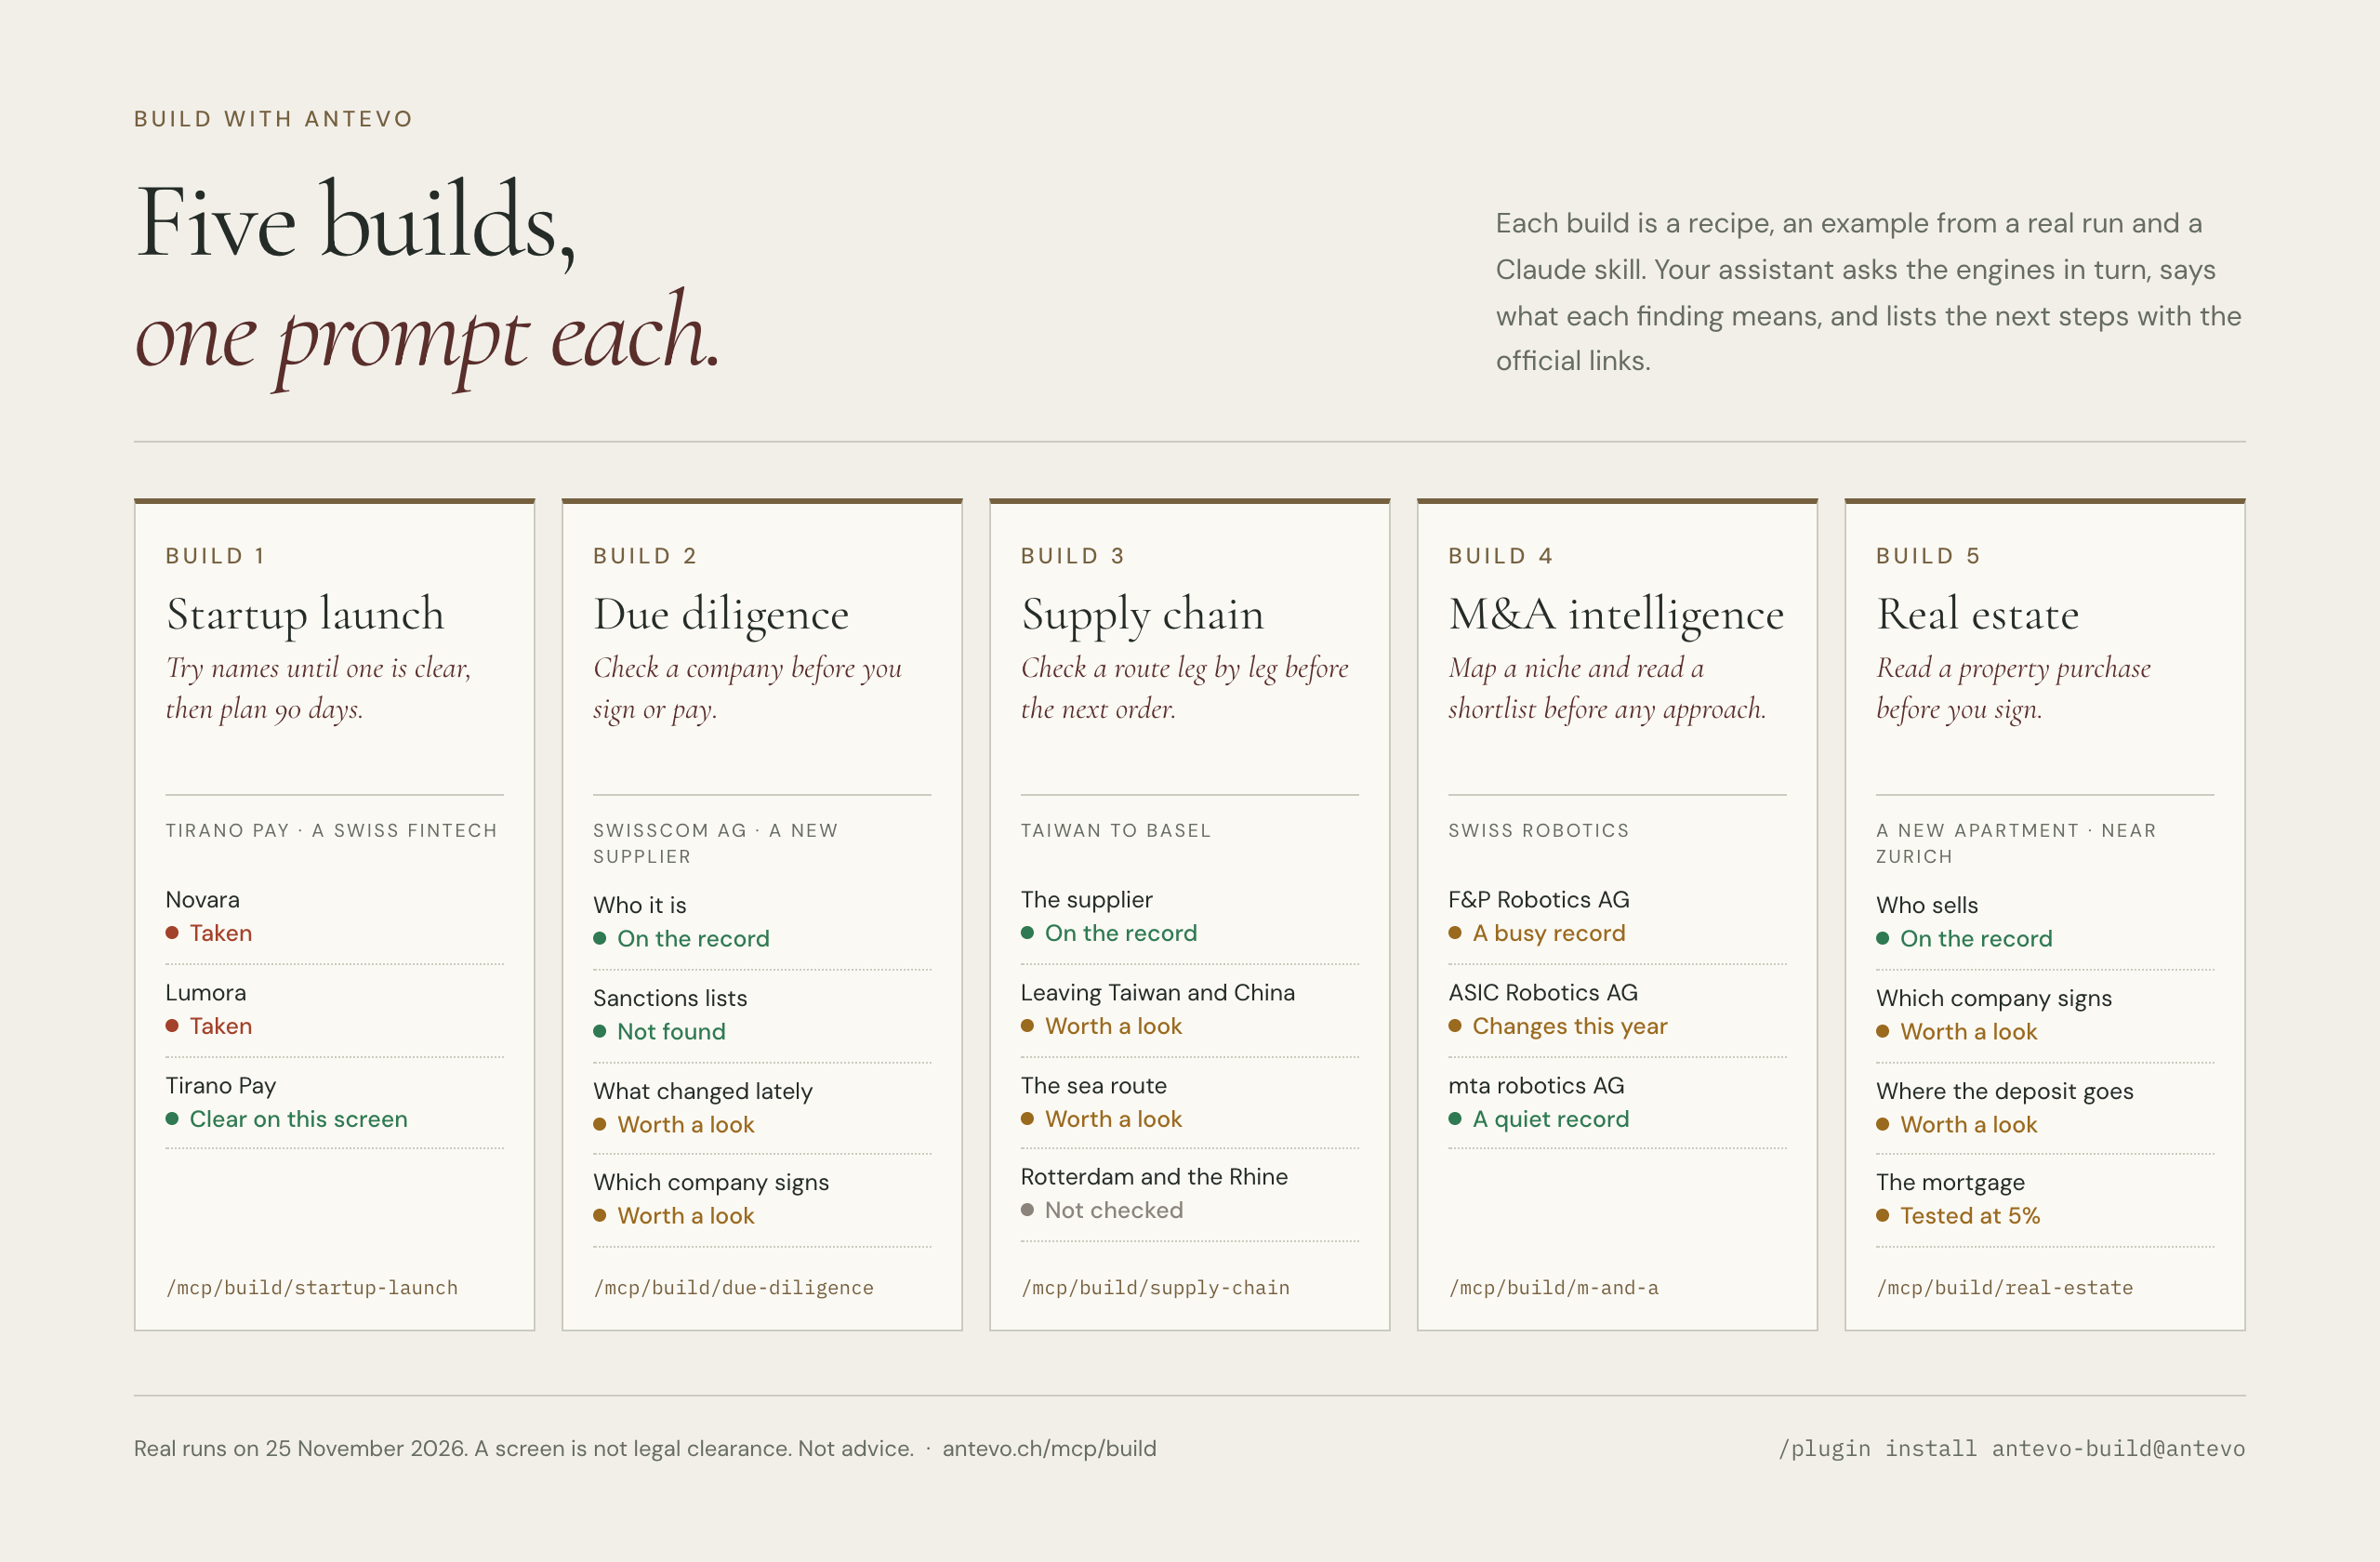 BUILD WITH ANTEVO
Five builds,
one prompt each.
Each build is a recipe, an example from a real run and a
Claude skill. Your assistant asks the engines in turn, says
what each finding means, and lists the next steps with the
official links.
BUILD 1
Startup launch
Try names until one is clear,
then plan 90 days.
TIRANO PAY · A SWISS FINTECH
Novara
Taken
Lumora
Taken
Tirano Pay
Clear on this screen
/mcp/build/startup-launch
BUILD 2
Due diligence
Check a company before you
sign or pay.
SWISSCOM AG · A NEW
SUPPLIER
Who it is
On the record
Sanctions lists
Not found
What changed lately
Worth a look
Which company signs
Worth a look
/mcp/build/due-diligence
BUILD 3
Supply chain
Check a route leg by leg before
the next order.
TAIWAN TO BASEL
The supplier
On the record
Leaving Taiwan and China
Worth a look
The sea route
Worth a look
Rotterdam and the Rhine
Not checked
/mcp/build/supply-chain
BUILD 4
M&A intelligence
Map a niche and read a
shortlist before any approach.
SWISS ROBOTICS
F&P Robotics AG
A busy record
ASIC Robotics AG
Changes this year
mta robotics AG
A quiet record
/mcp/build/m-and-a
BUILD 5
Real estate
Read a property purchase
before you sign.
A NEW APARTMENT · NEAR
ZURICH
Who sells
On the record
Which company signs
Worth a look
Where the deposit goes
Worth a look
The mortgage
Tested at 5%
/mcp/build/real-estate
Real runs on 25 November 2026. A screen is not legal clearance. Not advice. · antevo.ch/mcp/build
/plugin install antevo-build@antevo